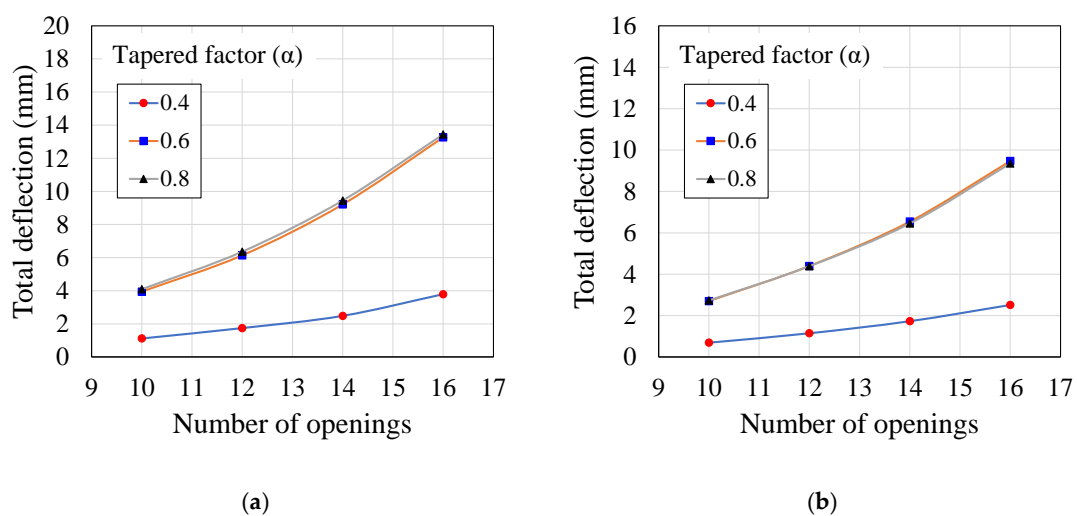 20
18
16
14
12
10
8
6
4
2
0
Total deflection (mm)
Tapered factor (α)
0.4
0.6
0.8
9 10 11 12 13 14 15 16 17
Number of openings
(a)
16
14
12
10
8
6
4
2
0
Total deflection (mm)
Tapered factor (α)
0.4
0.6
0.8
9 10 11 12 13 14 15 16 17
Number of openings
(b)